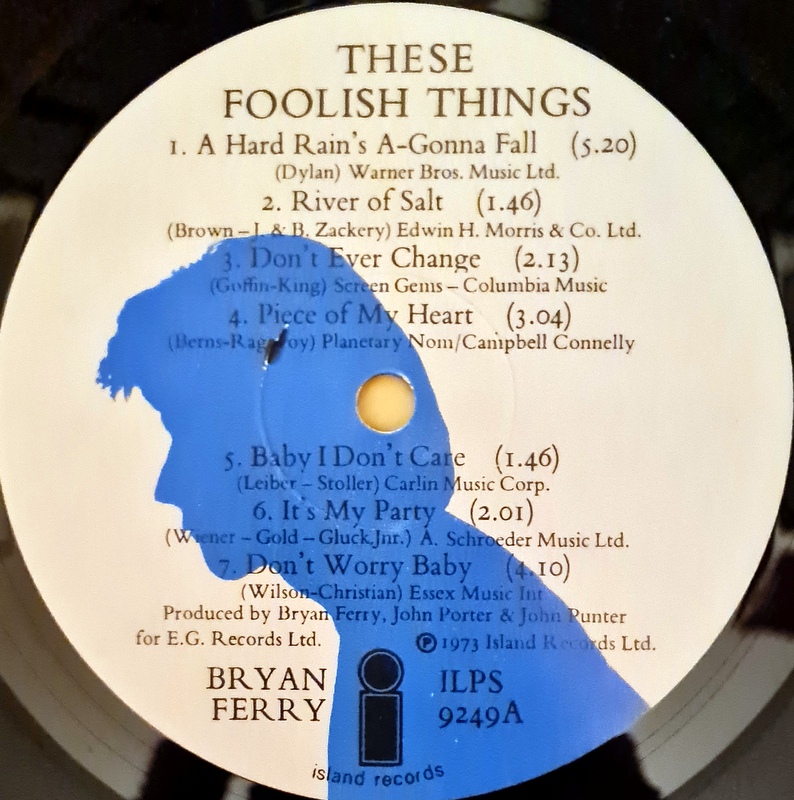 THESE
FOOLISH THINGS
1. A Hard Rain's A-Gonna Fall (5.20)
(Dylan) Warner Bros. Music Ltd.
2. River of Salt (1.46)
(Brown – J. & B. Zackery) Edwin H. Morris & Co. Ltd.
3. Don't Ever Change (2.13)
(Goffin-King) Screen Gems – Columbia Music
4. Piece of My Heart (3.04)
(Berns-Ragavoy) Planetary Nom/Campbell Connelly
5. Baby I Don't Care (1.46)
(Leiber – Stoller) Carlin Music Corp.
6. It's My Party (2.01)
(Wiener – Gold – Gluck, Jnr.) A. Schroeder Music Ltd.
7. Don't Worry Baby (4.10)
(Wilson-Christian) Essex Music Int
Produced by Bryan Ferry, John Porter & John Punter
for E.G. Records Ltd. ℗ 1973 Island Records Ltd.
BRYAN ILPS
FERRY 9249A
island records